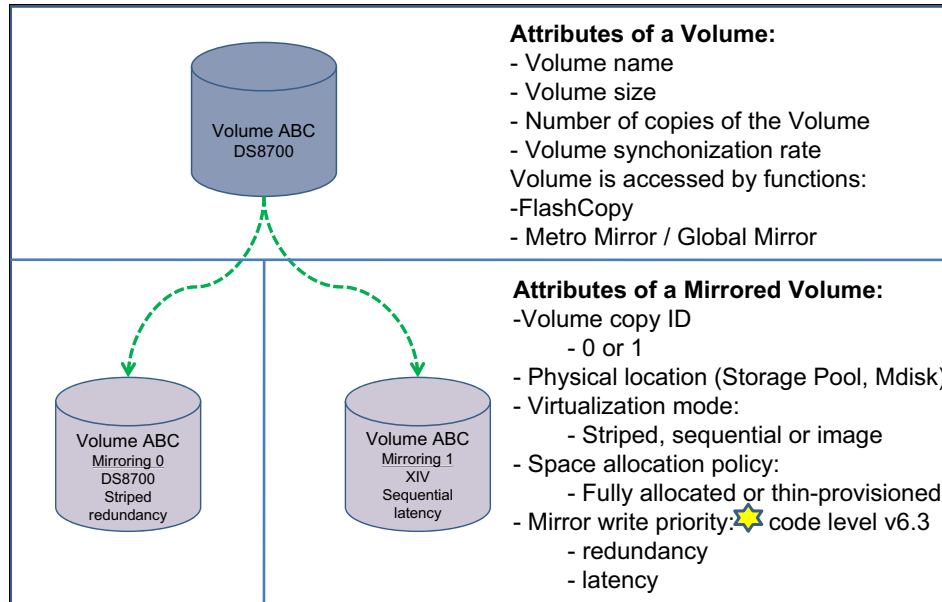 Volume ABC
DS8700
Attributes of a Volume:
- Volume name
- Volume size
- Number of copies of the Volume
- Volume synchonization rate
Volume is accessed by functions:
-FlashCopy
- Metro Mirror / Global Mirror
Volume ABC
Mirroring 0
DS8700
Striped
redundancy
Volume ABC
Mirroring 1
XIV
Sequential
latency
Attributes of a Mirrored Volume:
-Volume copy ID
- 0 or 1
- Physical location (Storage Pool, Mdisk)
- Virtualization mode:
- Striped, sequential or image
- Space allocation policy:
- Fully allocated or thin-provisioned
- Mirror write priority: code level v6.3
- redundancy
- latency